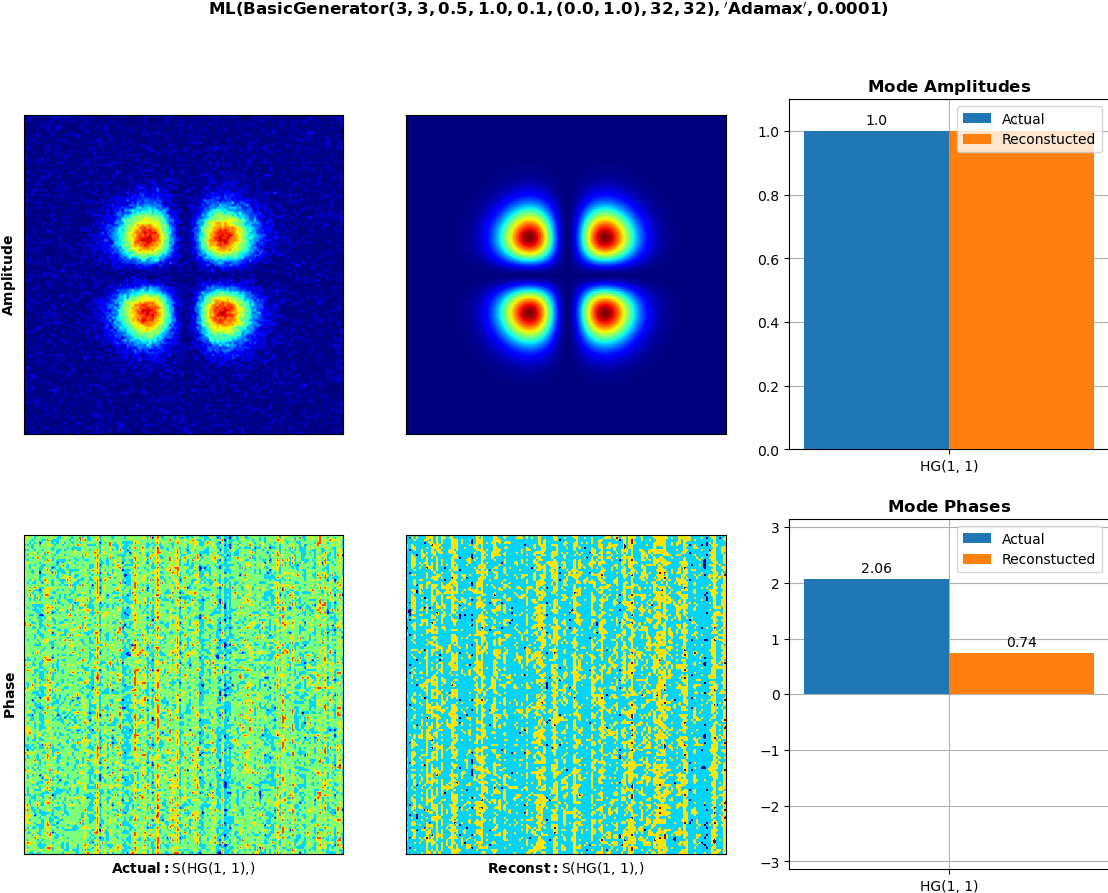 ML(BasicGenerator(3, 3, 0.5, 1.0, 0.1, (0.0, 1.0), 32, 32), ′Adamax′, 0.0001)
Amplitude
Mode Amplitudes
Actual
Reconstucted
1.0
1.0
0.8
0.6
0.4
0.2
0.0
HG(1, 1)
Phase
Actual: S(HG(1, 1),)
Reconst: S(HG(1, 1),)
Mode Phases
Actual
Reconstucted
2.06
0.74
3
2
1
0
−1
−2
−3
HG(1, 1)